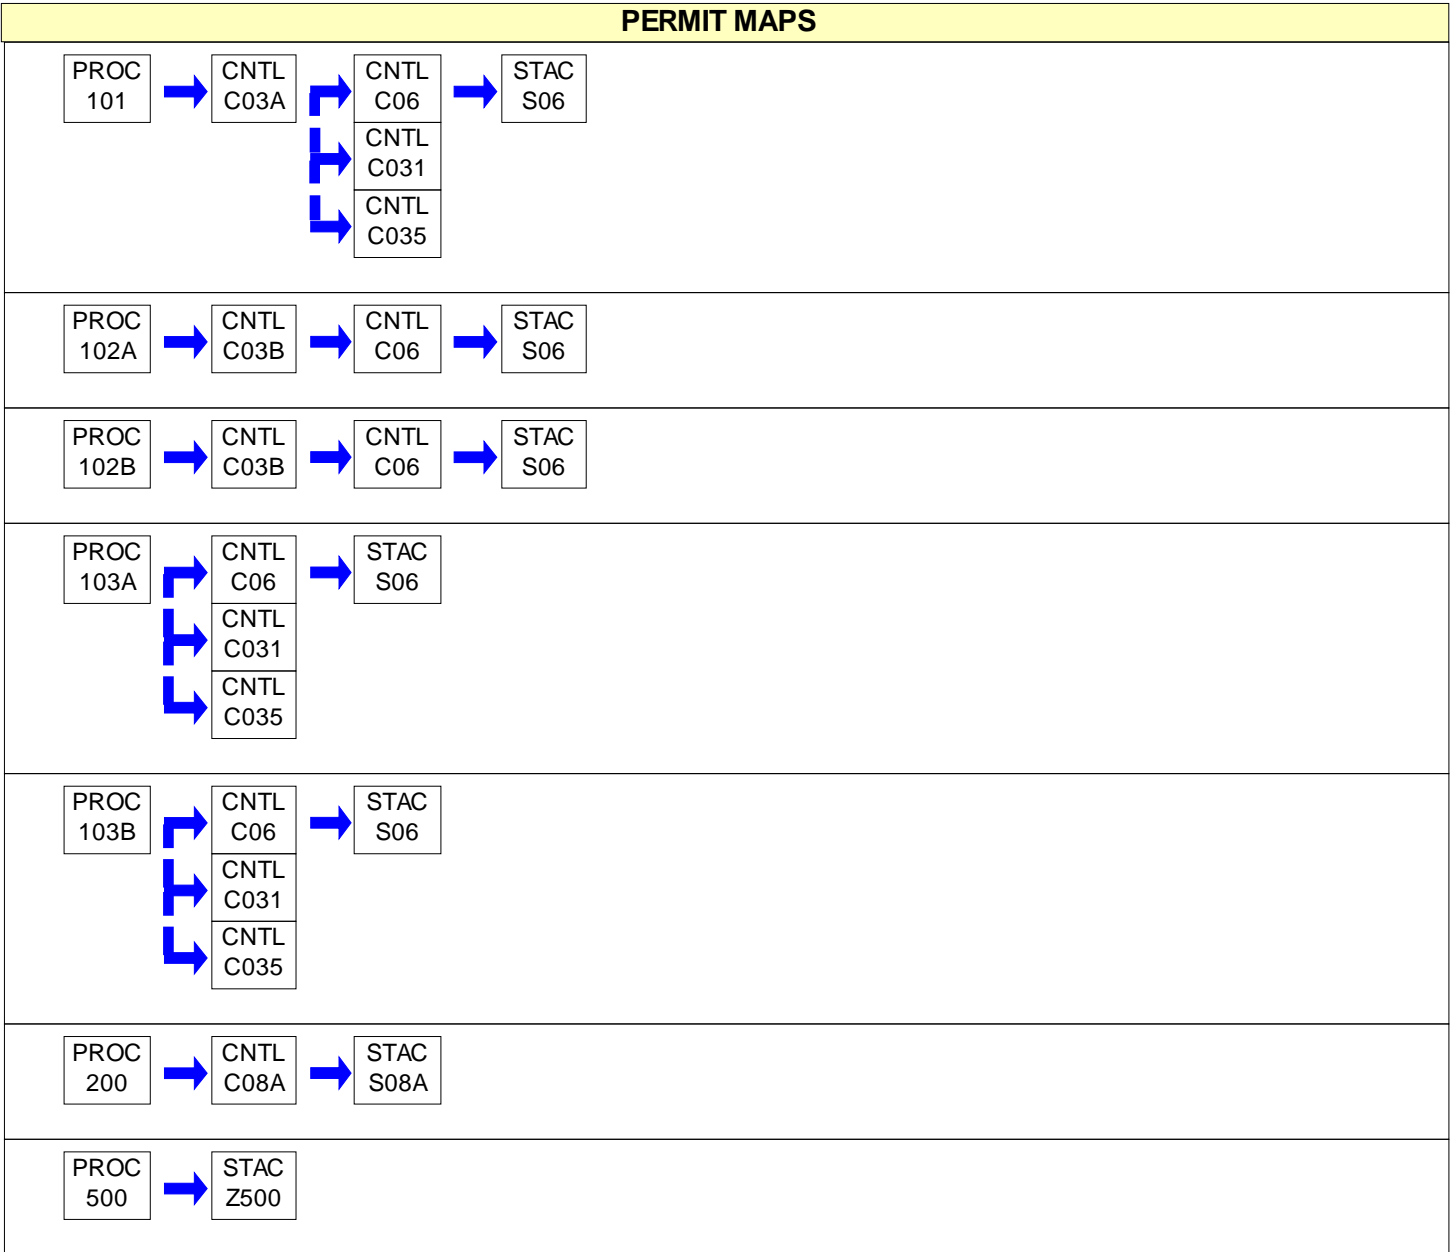 PERMIT MAPS
PROC CNTL CNTL STAC
101 C03A C06 S06
CNTL
C031
CNTL
C035
PROC CNTL CNTL STAC
102A C03B C06 S06
PROC CNTL CNTL STAC
102B C03B C06 S06
PROC CNTL STAC
103A C06 S06
CNTL
C031
CNTL
C035
PROC CNTL STAC
103B C06 S06
CNTL
C031
CNTL
C035
PROC CNTL STAC
200 C08A S08A
PROC STAC
500 Z500